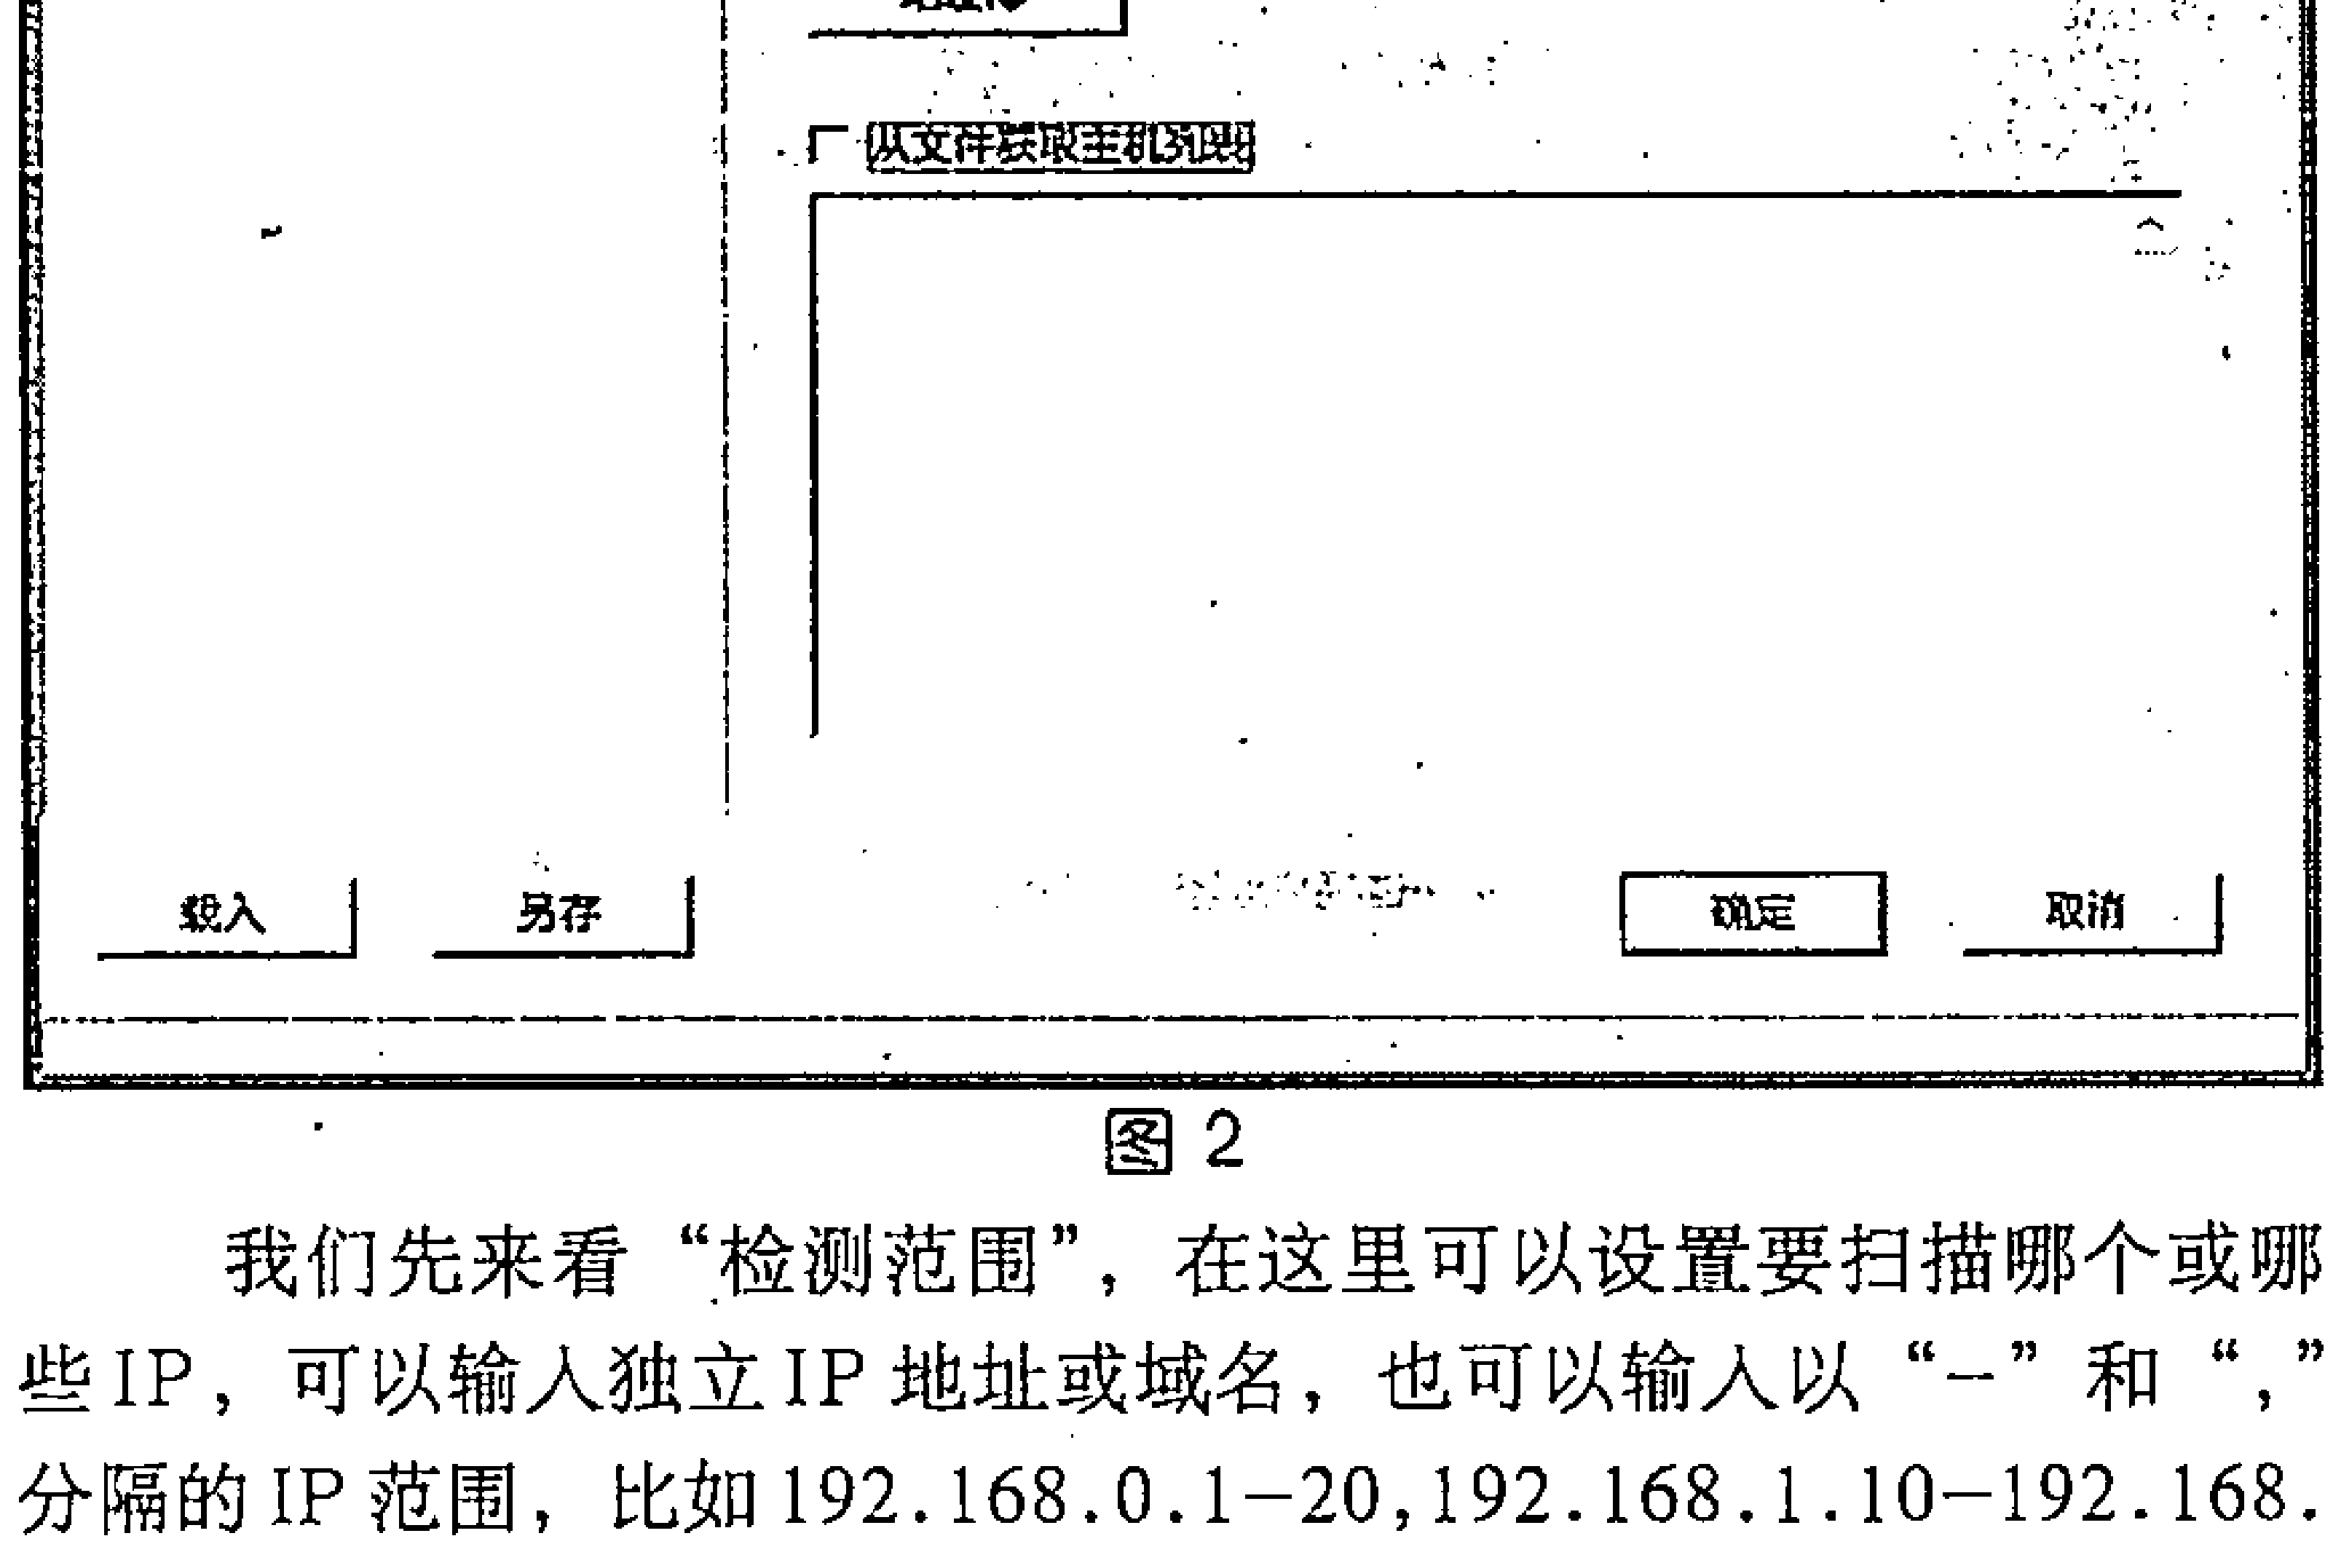 从文件获取主机列表
载入 另存 确定 取消
图 2
我们先来看“检测范围”，在这里可以设置要扫描哪个或哪
些IP，可以输入独立IP 地址或域名，也可以输入以“-”和“，”
分隔的 IP 范围，比如192.168.0.1-20,192.168.1.10-192.168.